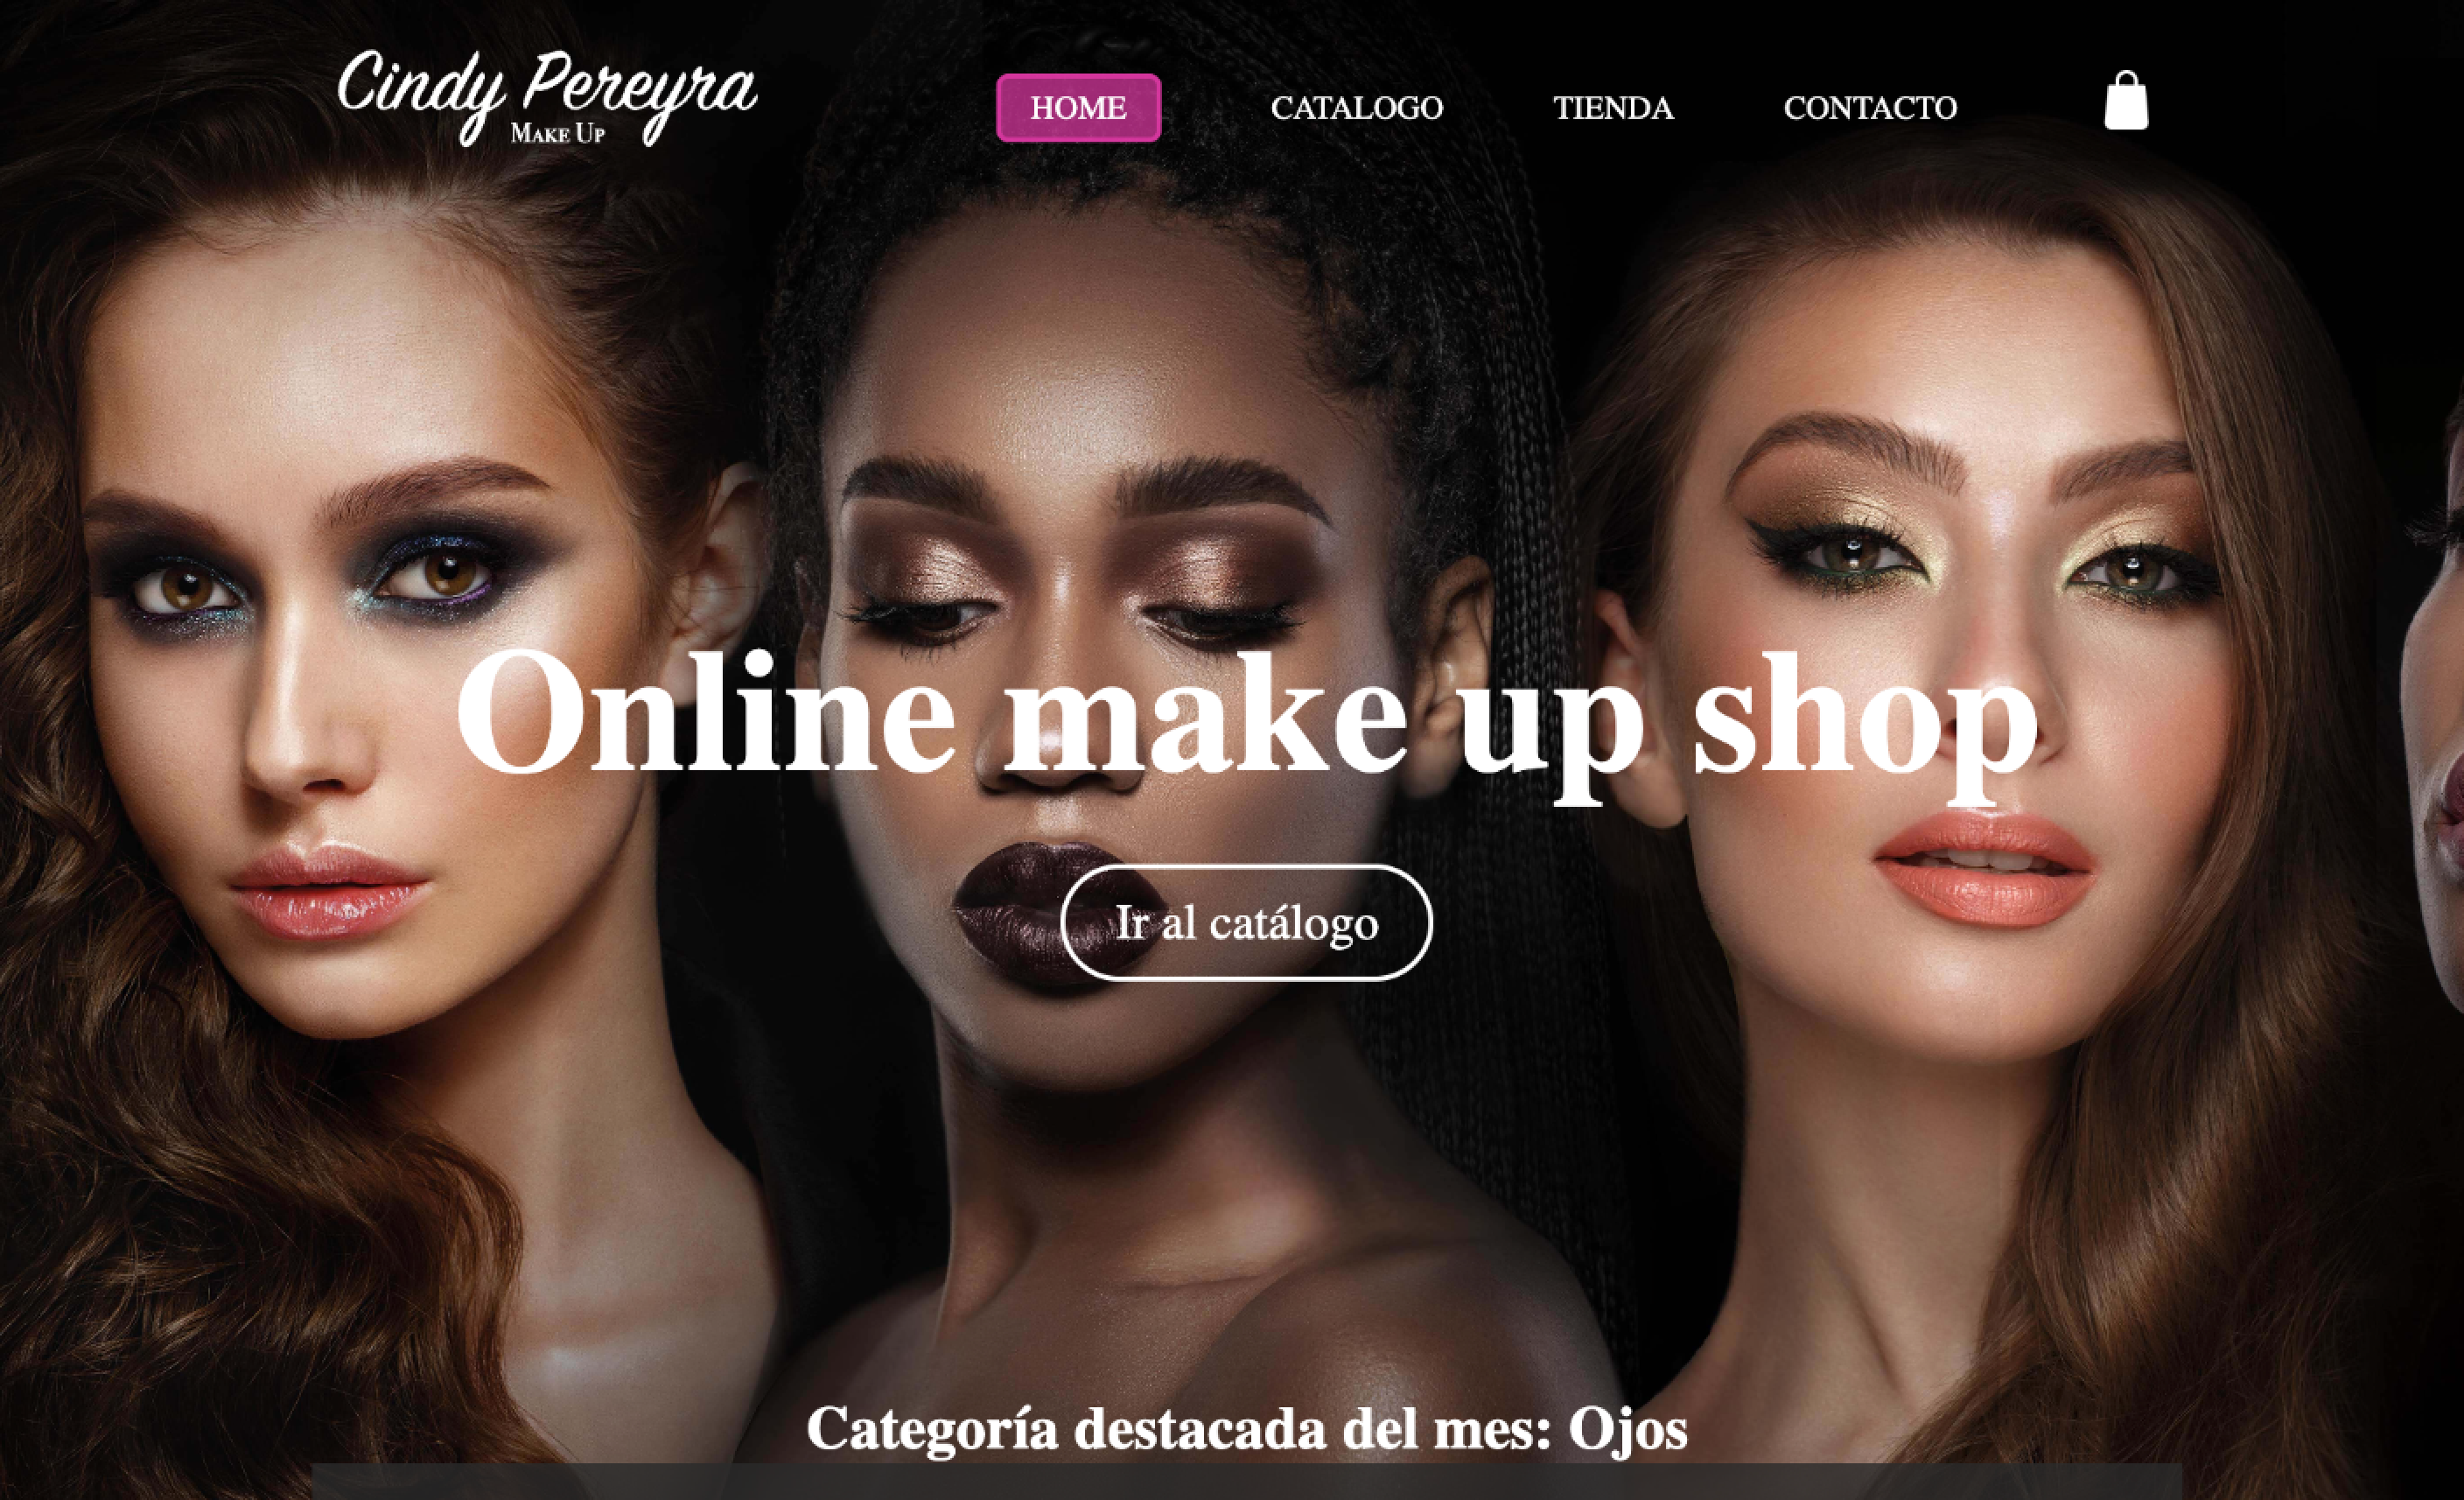 Cindy Pereyra
Make Up
HOME
CATALOGO
TIENDA
CONTACTO
Online make up shop
Ir al catálogo
Categoría destacada del mes: Ojos